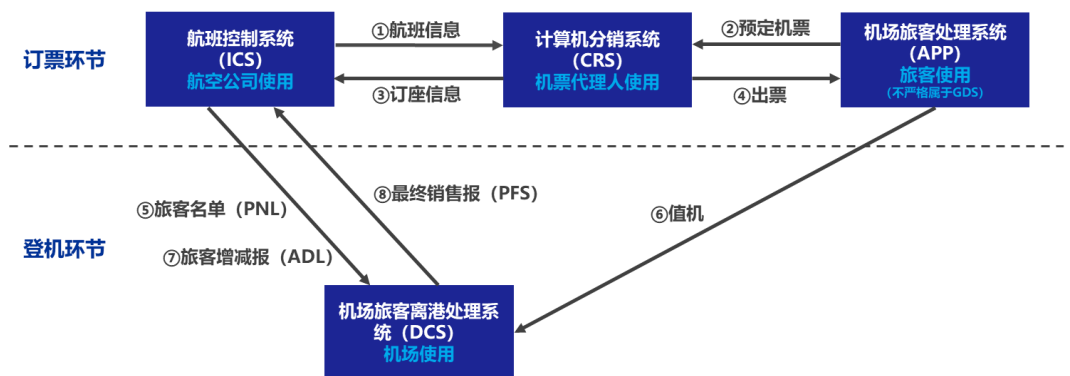 订票环节
航班控制系统
(ICS)
航空公司使用
①航班信息
③订座信息
计算机分销系统
(CRS)
机票代理人使用
②预定机票
④出票
机场旅客处理系统
(APP)
旅客使用
（不严格属于GDS）
登机环节
⑤旅客名单（PNL）
⑦旅客增减报（ADL）
⑧最终销售报（PFS）
⑥值机
机场旅客离港处理系
统（DCS）
机场使用